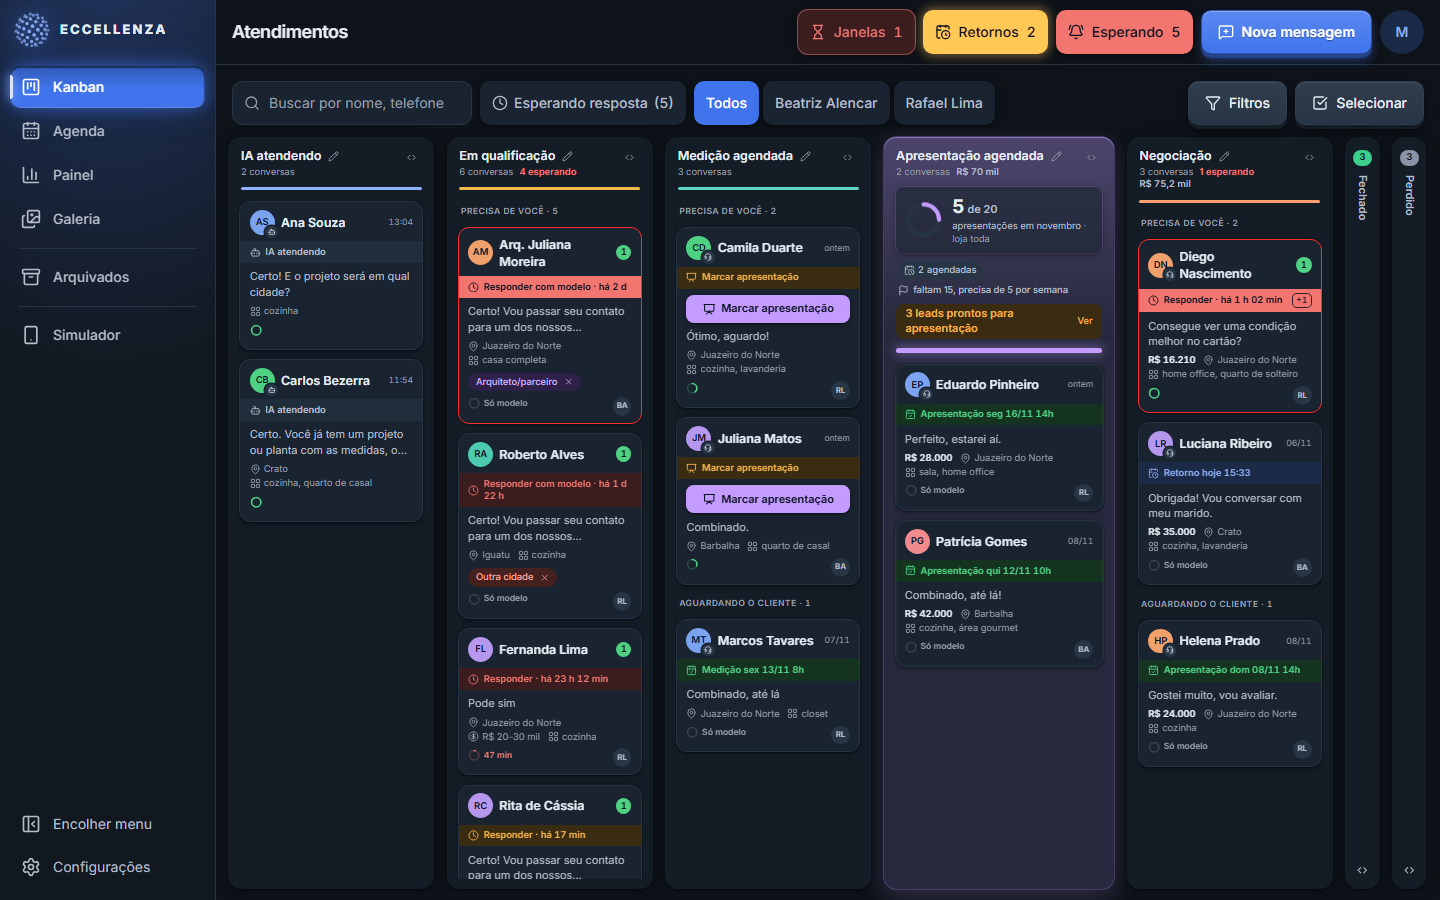 ECCELLENZA
Kanban
Agenda
Painel
Galeria
Arquivados
Simulador
Encolher menu
Configurações
Atendimentos
Janelas 1
Retornos 2
Esperando 5
Nova mensagem
M
Buscar por nome, telefone
Esperando resposta (5)
Todos
Beatriz Alencar
Rafael Lima
Filtros
Selecionar
IA atendendo
2 conversas
AS
Ana Souza
13:04
IA atendendo
Certo! E o projeto será em qual
cidade?
cozinha
CB
Carlos Bezerra
11:54
IA atendendo
Certo. Você já tem um projeto
ou planta com as medidas, o...
Crato
cozinha, quarto de casal
Em qualificação
6 conversas 4 esperando
PRECISA DE VOCÊ · 5
AM
Arq. Juliana
Moreira
1
Responder com modelo · há 2 d
Certo! Vou passar seu contato
para um dos nossos...
Juazeiro do Norte
casa completa
Arquiteto/parceiro
Só modelo
BA
RA
Roberto Alves
1
Responder com modelo · há 1 d
22 h
Certo! Vou passar seu contato
para um dos nossos...
Iguatu cozinha
Outra cidade
Só modelo
RL
FL
Fernanda Lima
1
Responder · há 23 h 12 min
Pode sim
Juazeiro do Norte
R$ 20–30 mil cozinha
47 min
RL
RC
Rita de Cássia
1
Responder · há 17 min
Certo! Vou passar seu contato
para um dos nossos...
Medição agendada
3 conversas
PRECISA DE VOCÊ · 2
CD
Camila Duarte
ontem
Marcar apresentação
Marcar apresentação
Ótimo, aguardo!
Juazeiro do Norte
cozinha, lavanderia
RL
JM
Juliana Matos
ontem
Marcar apresentação
Marcar apresentação
Combinado.
Barbalha quarto de casal
BA
AGUARDANDO O CLIENTE · 1
MT
Marcos Tavares
07/11
Medição sex 13/11 8h
Combinado, até lá
Juazeiro do Norte closet
Só modelo
RL
Apresentação agendada
2 conversas R$ 70 mil
5 de 20
apresentações em novembro ·
loja toda
2 agendadas
faltam 15, precisa de 5 por semana
3 leads prontos para
apresentação
Ver
EP
Eduardo Pinheiro
ontem
Apresentação seg 16/11 14h
Perfeito, estarei aí.
R$ 28.000 Juazeiro do Norte
sala, home office
Só modelo
RL
PG
Patrícia Gomes
08/11
Apresentação qui 12/11 10h
Combinado, até lá!
R$ 42.000 Barbalha
cozinha, área gourmet
Só modelo
BA
Negociação
3 conversas 1 esperando
R$ 75,2 mil
PRECISA DE VOCÊ · 2
DN
Diego
Nascimento
1
Responder · há 1 h 02 min
+1
Consegue ver uma condição
melhor no cartão?
R$ 16.210 Juazeiro do Norte
home office, quarto de solteiro
RL
LR
Luciana Ribeiro
06/11
Retorno hoje 15:33
Obrigada! Vou conversar com
meu marido.
R$ 35.000 Crato
cozinha, lavanderia
Só modelo
BA
AGUARDANDO O CLIENTE · 1
HP
Helena Prado
08/11
Apresentação dom 08/11 14h
Gostei muito, vou avaliar.
R$ 24.000 Juazeiro do Norte
cozinha
Só modelo
RL
3
Fechado
3
Perdido